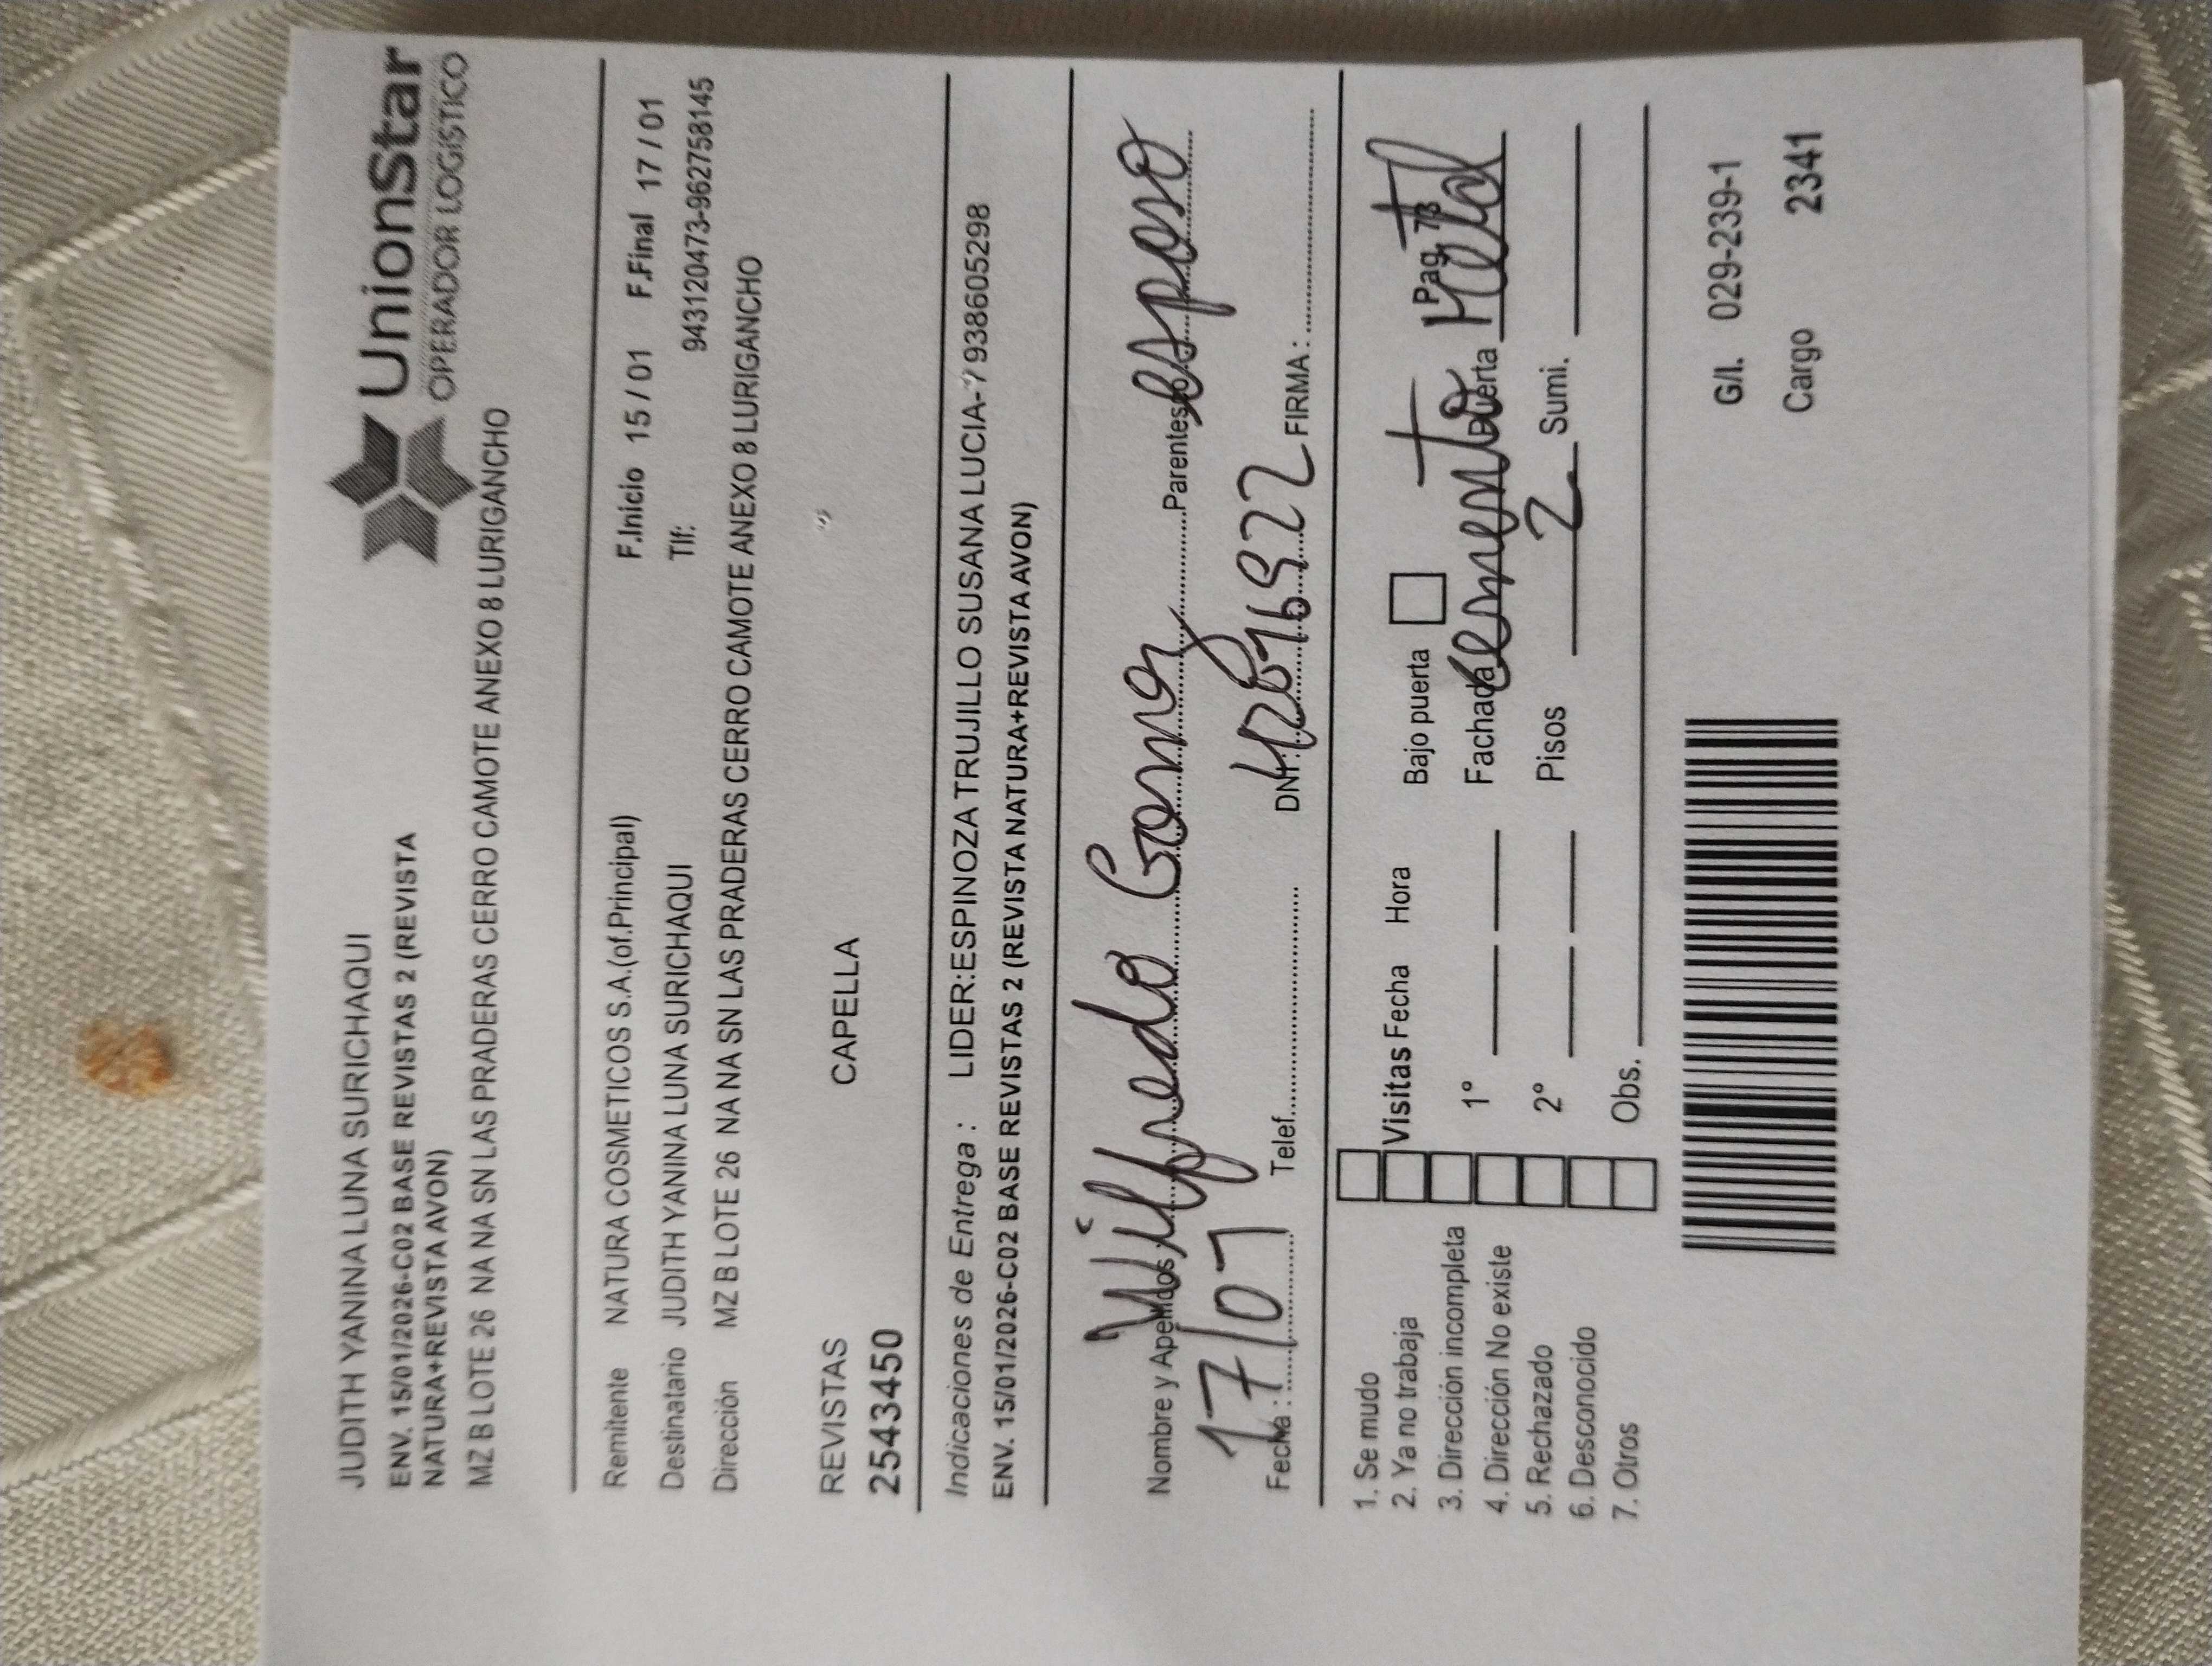 JUDITH YANINA LUNA SURICHAQUI
UnionStar
OPERADOR LOGÍSTICO
ENV. 15/01/2026-C02 BASE REVISTAS 2 (REVISTA
NATURA+REVISTA AVON)
MZ B LOTE 26 NA NA SN LAS PRADERAS CERRO CAMOTE ANEXO 8 LURIGANCHO
Remitente NATURA COSMETICOS S.A.(of.Principal) F.Inicio 15 / 01 F.Final 17 / 01
Destinatario JUDITH YANINA LUNA SURICHAQUI Tlf: 943120473-962758145
Dirección MZ B LOTE 26 NA NA SN LAS PRADERAS CERRO CAMOTE ANEXO 8 LURIGANCHO
REVISTAS CAPELLA
2543450
Indicaciones de Entrega : LIDER:ESPINOZA TRUJILLO SUSANA LUCIA-/ 938605298
ENV. 15/01/2026-C02 BASE REVISTAS 2 (REVISTA NATURA+REVISTA AVON)
Nombre y Apellidos: Wilfredo Parentesco esposo
Fecha: 17/01 Telef. DNI: FIRMA:
1. Se mudo
2. Ya no trabaja
3. Dirección incompleta
4. Dirección No existe
5. Rechazado
6. Desconocido
7. Otros
Visitas Fecha Hora Bajo puerta Pag. 78
1° Fachada Cemento Puerta Metal
2° Pisos 2 Sumi.
Obs.
G/I. 029-239-1
Cargo 2341